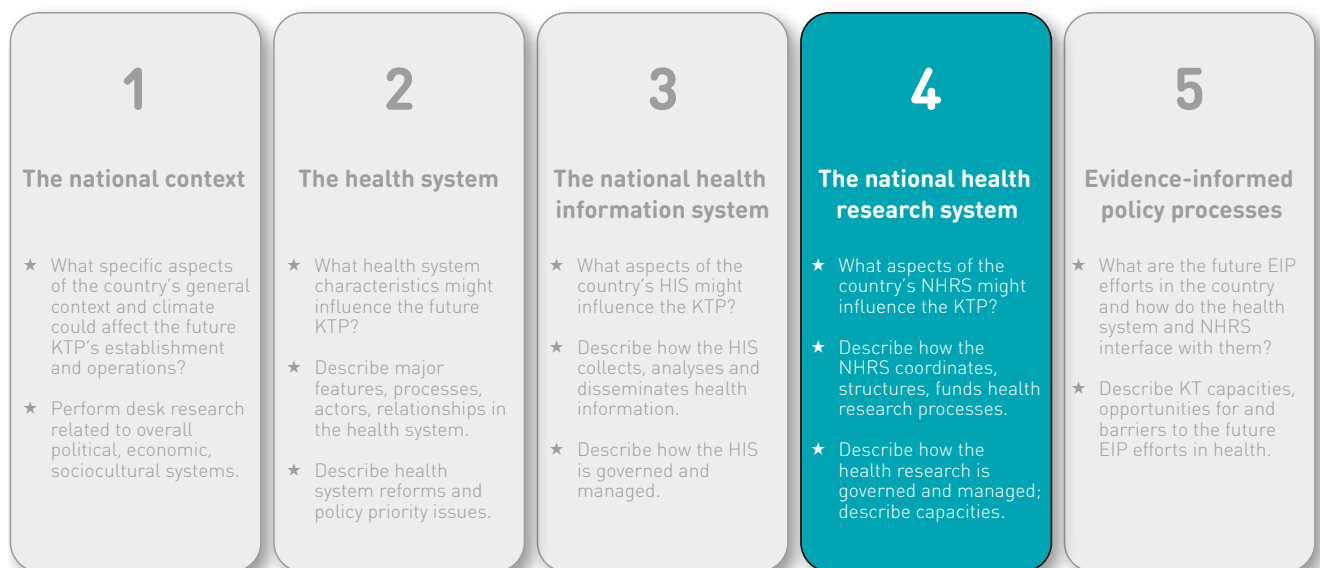 1
The national context
★ What specific aspects
of the country's general
context and climate
could affect the future
KTP's establishment
and operations?
★ Perform desk research
related to overall
political, economic,
sociocultural systems.
2
The health system
★ What health system
characteristics might
influence the future
KTP?
★ Describe major
features, processes,
actors, relationships in
the health system.
★ Describe health
system reforms and
policy priority issues.
3
The national health
information system
★ What aspects of the
country's HIS might
influence the KTP?
★ Describe how the HIS
collects, analyses and
disseminates health
information.
★ Describe how the HIS
is governed and
managed.
4
The national health
research system
★ What aspects of the
country's NHRS might
influence the KTP?
★ Describe how the
NHRS coordinates,
structures, funds health
research processes.
★ Describe how the
health research is
governed and managed;
describe capacities.
5
Evidence-informed
policy processes
★ What are the future EIP
efforts in the country
and how do the health
system and NHRS
interface with them?
★ Describe KT capacities,
opportunities for and
barriers to the future
EIP efforts in health.